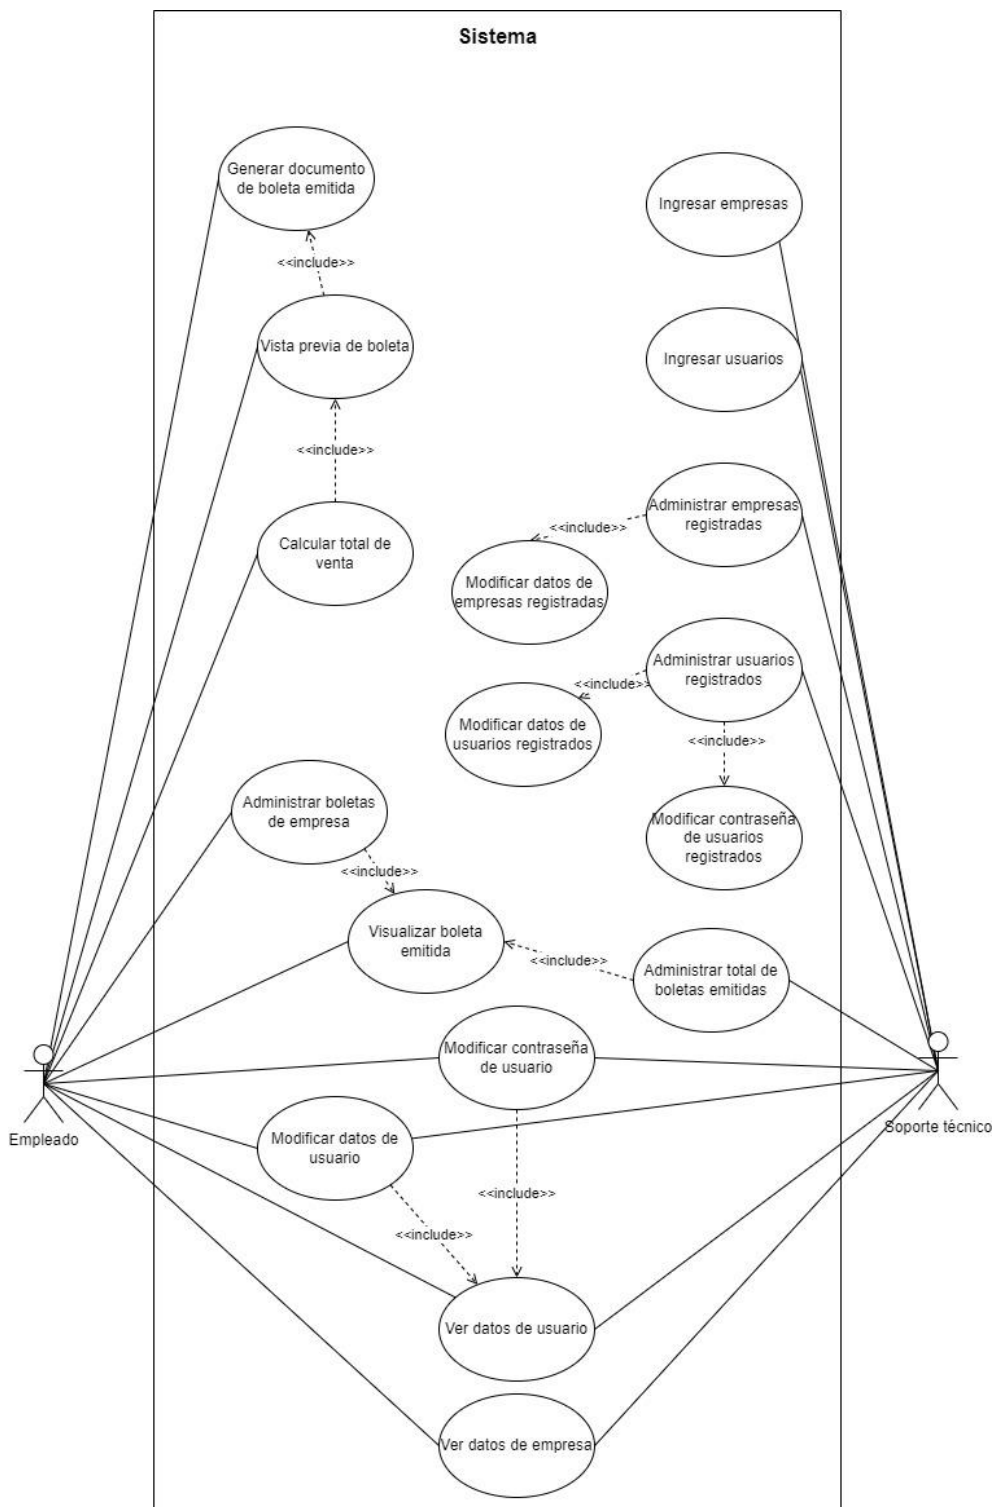 Sistema
Generar documento
de boleta emitida
Ingresar empresas
<<include>>
Vista previa de boleta
Ingresar usuarios
<<include>>
Administrar empresas
registradas
<<include>>
Calcular total de
venta
Modificar datos de
empresas registradas
Administrar usuarios
registrados
<<include>>
Modificar datos de
usuarios registrados
<<include>>
Administrar boletas
de empresa
Modificar contraseña
de usuarios
registrados
<<include>>
Visualizar boleta
emitida
<<include>>
Administrar total de
boletas emitidas
Modificar contraseña
de usuario
Empleado
Modificar datos de
usuario
Soporte técnico
<<include>>
<<include>>
Ver datos de usuario
Ver datos de empresa